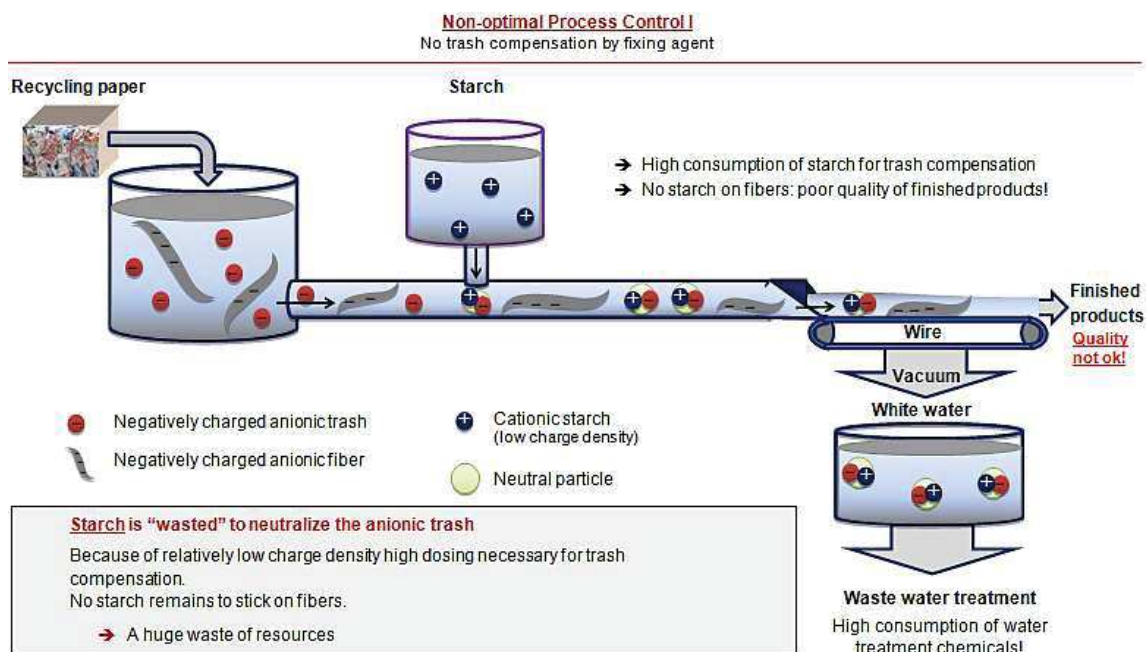 Non-optimal Process Control I
No trash compensation by fixing agent
Recycling paper
Starch
➔ High consumption of starch for trash compensation
➔ No starch on fibers: poor quality of finished products!
Finished
products
Quality
not ok!
Wire
Vacuum
White water
Negatively charged anionic trash
Negatively charged anionic fiber
Cationic starch
(low charge density)
Neutral particle
Starch is “wasted” to neutralize the anionic trash
Because of relatively low charge density high dosing necessary for trash
compensation.
No starch remains to stick on fibers.
➔ A huge waste of resources
Waste water treatment
High consumption of water
treatment chemicals!